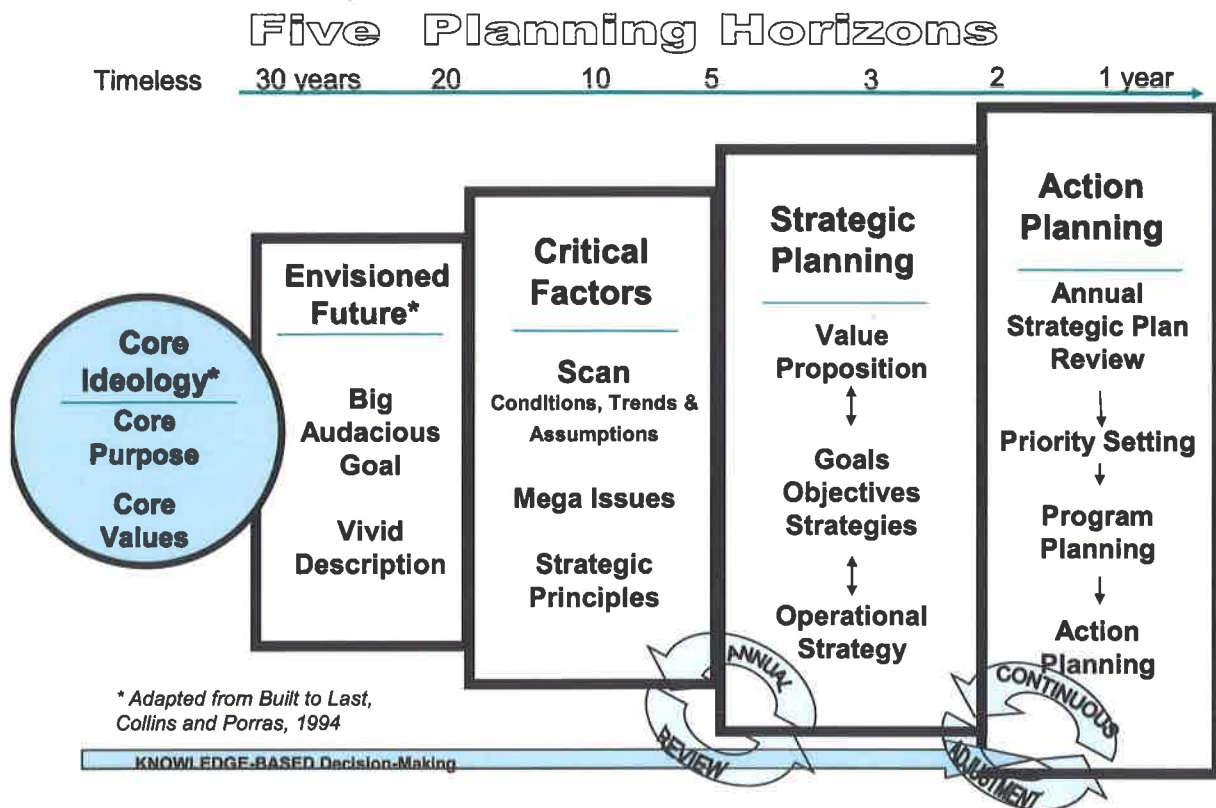 Five Planning Horizons
Timeless 30 years 20 10 5 3 2 1 year
Core
Ideology*
Core
Purpose
Core
Values
Envisioned
Future*
Big
Audacious
Goal
Vivid
Description
Critical
Factors
Scan
Conditions, Trends &
Assumptions
Mega Issues
Strategic
Principles
Strategic
Planning
Value
Proposition
Goals
Objectives
Strategies
Operational
Strategy
Action
Planning
Annual
Strategic Plan
Review
Priority Setting
Program
Planning
Action
Planning
ANNUAL
REVIEW
CONTINUOUS
ADJUSTMENT
* Adapted from Built to Last,
Collins and Porras, 1994
KNOWLEDGE-BASED Decision-Making